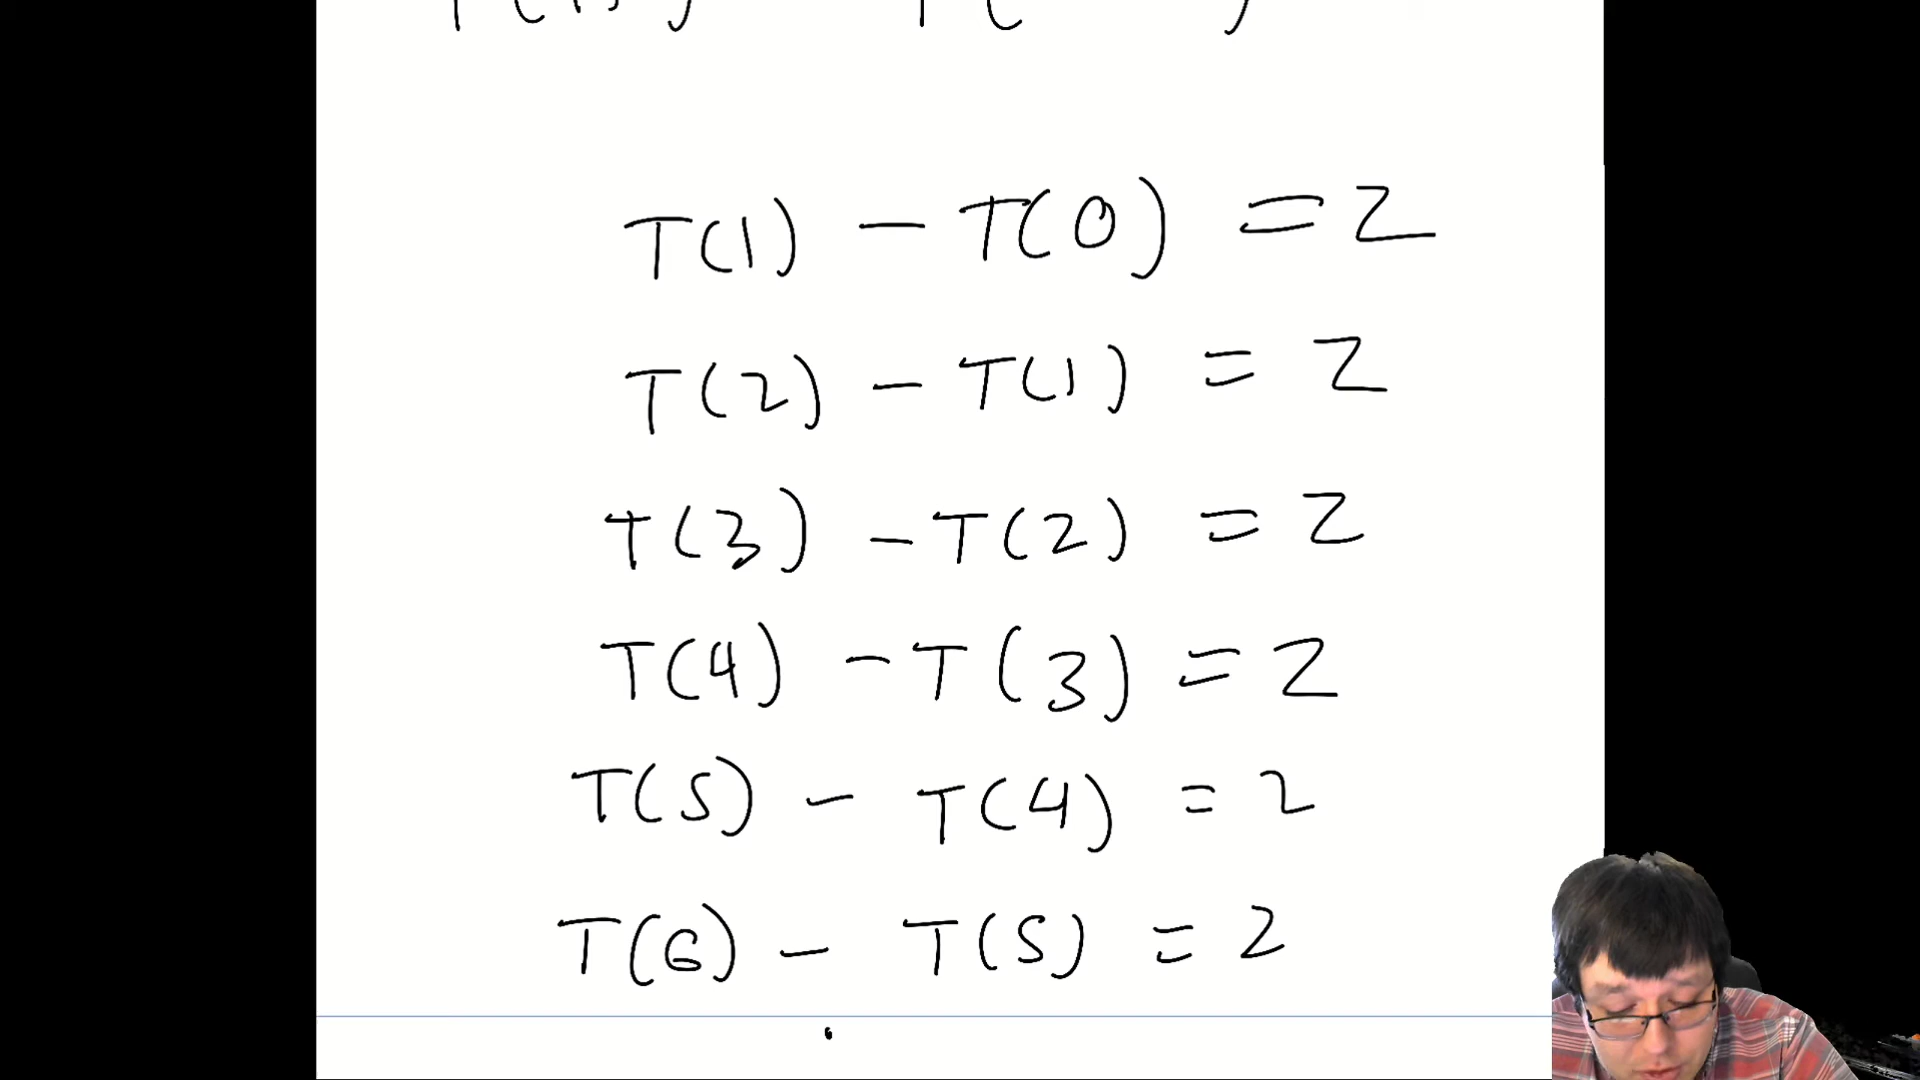 T(1) - T(0) = 2
T(2) - T(1) = 2
T(3) - T(2) = 2
T(4) - T(3) = 2
T(5) - T(4) = 2
T(6) - T(5) = 2